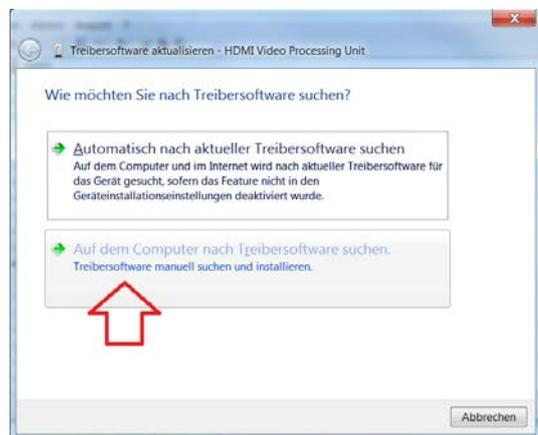 Treibersoftware aktualisieren - HDMI Video Processing Unit
Wie möchten Sie nach Treibersoftware suchen?
Automatisch nach aktueller Treibersoftware suchen
Auf dem Computer und im Internet wird nach aktueller Treibersoftware für
das Gerät gesucht, sofern das Feature nicht in den
Geräteinstallationseinstellungen deaktiviert wurde.
Auf dem Computer nach Treibersoftware suchen.
Treibersoftware manuell suchen und installieren.
Abbrechen